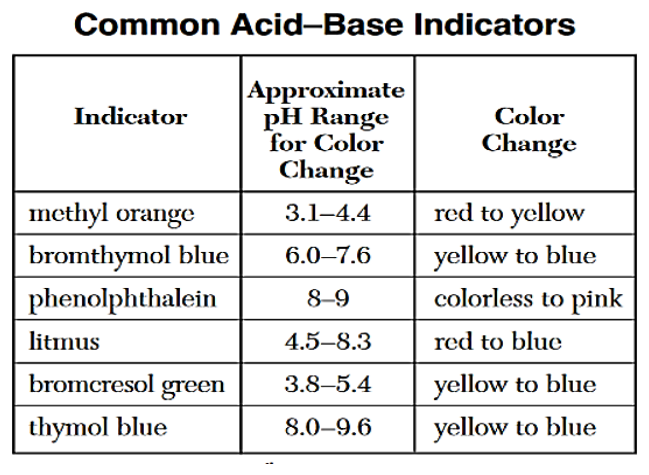 Common Acid–Base Indicators
Indicator
Approximate
pH Range
for Color
Change
Color
Change
methyl orange 3.1–4.4 red to yellow
bromthymol blue 6.0–7.6 yellow to blue
phenolphthalein 8–9 colorless to pink
litmus 4.5–8.3 red to blue
bromcresol green 3.8–5.4 yellow to blue
thymol blue 8.0–9.6 yellow to blue